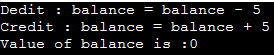 Dedit : balance = balance - 5
Credit : balance = balance + 5
Value of balance is :0